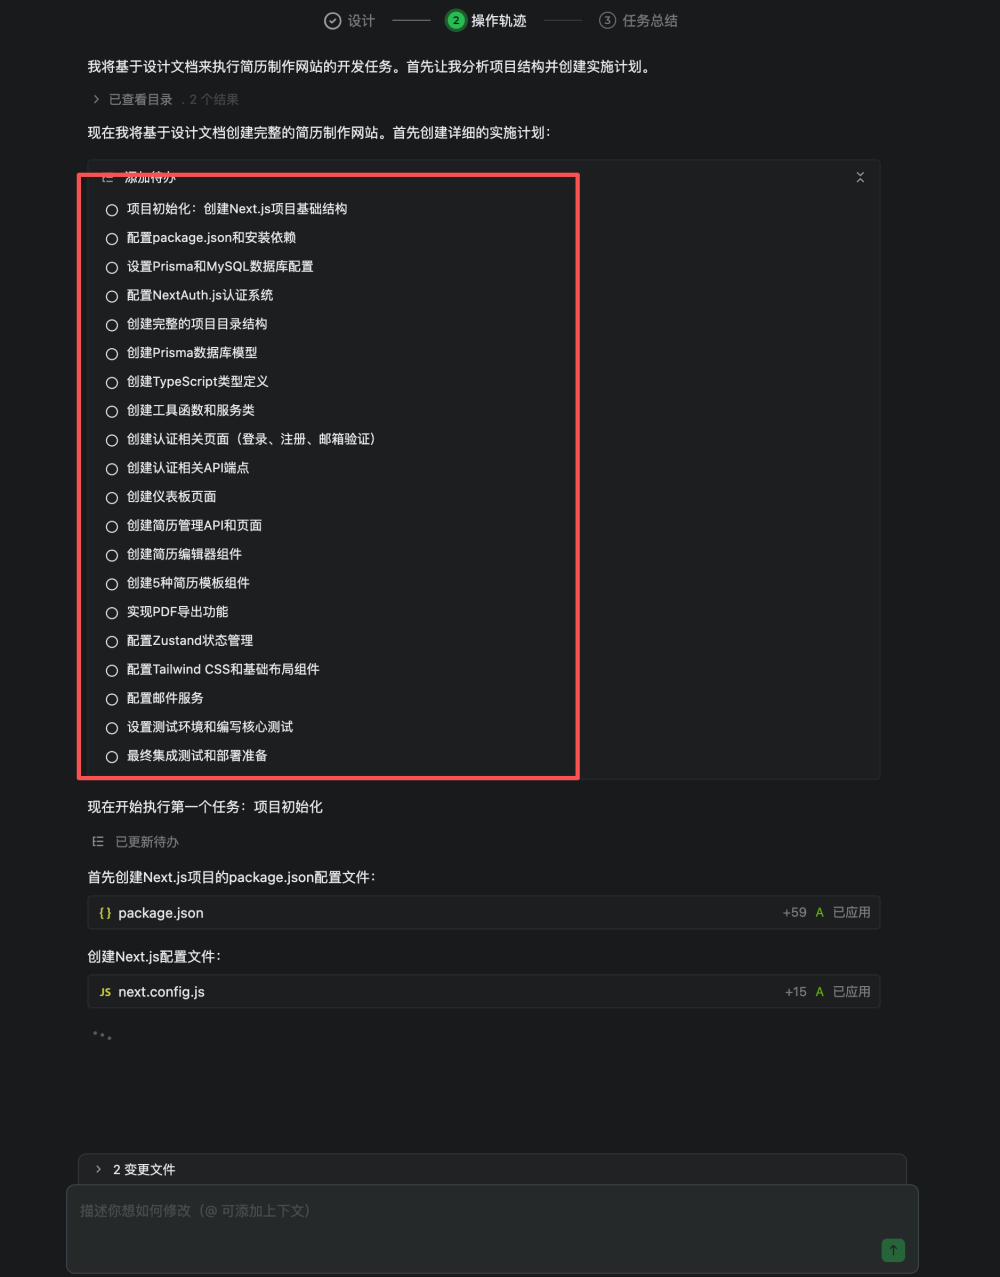 设计
2 操作轨迹
3 任务总结
我将基于设计文档来执行简历制作网站的开发任务。首先让我分析项目结构并创建实施计划。
已查看目录 . 2 个结果
现在我将基于设计文档创建完整的简历制作网站。首先创建详细的实施计划：
添加待办
项目初始化：创建Next.js项目基础结构
配置package.json和安装依赖
设置Prisma和MySQL数据库配置
配置NextAuth.js认证系统
创建完整的项目目录结构
创建Prisma数据库模型
创建TypeScript类型定义
创建工具函数和服务类
创建认证相关页面（登录、注册、邮箱验证）
创建认证相关API端点
创建仪表板页面
创建简历管理API和页面
创建简历编辑器组件
创建5种简历模板组件
实现PDF导出功能
配置Zustand状态管理
配置Tailwind CSS和基础布局组件
配置邮件服务
设置测试环境和编写核心测试
最终集成测试和部署准备
现在开始执行第一个任务：项目初始化
已更新待办
首先创建Next.js项目的package.json配置文件：
{} package.json +59 A 已应用
创建Next.js配置文件：
JS next.config.js +15 A 已应用
2 变更文件
描述你想如何修改（@ 可添加上下文）